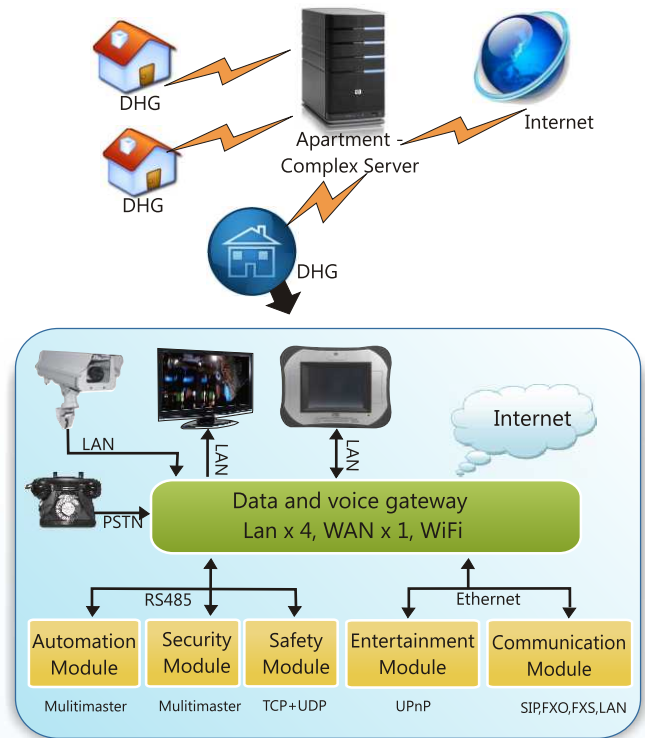 DHG
Internet
Apartment -
Complex Server
DHG
DHG
Internet
LAN
LAN
LAN
PSTN
Data and voice gateway
Lan x 4, WAN x 1, WiFi
RS485
Ethernet
Automation
Module
Security
Module
Safety
Module
Entertainment
Module
Communication
Module
Mulitimaster
Mulitimaster
TCP+UDP
UPnP
SIP,FXO,FXS,LAN